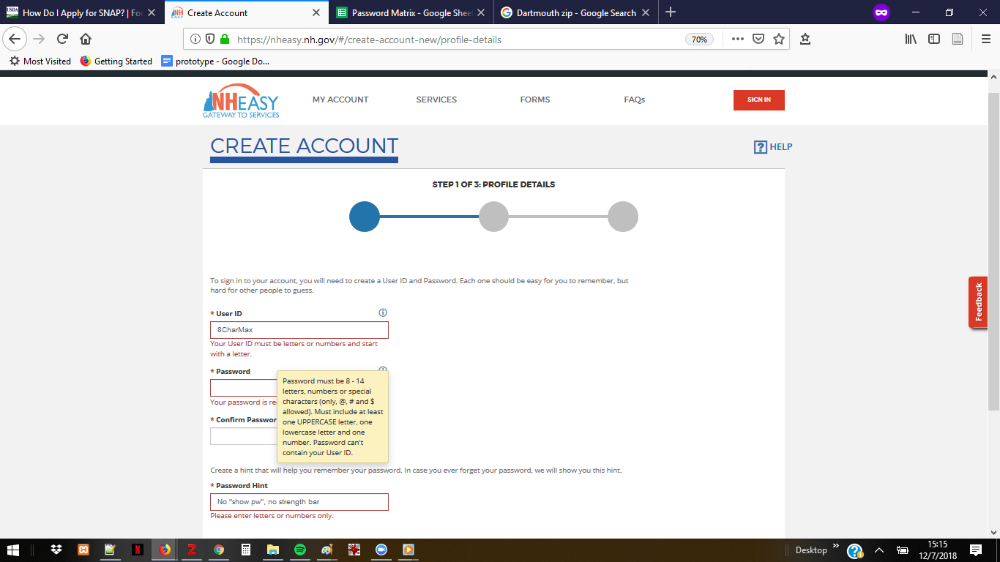 USDA How Do I Apply for SNAP? | Foo
Create Account
Password Matrix - Google Shee
Dartmouth zip - Google Search
https://nheasy.nh.gov/#/create-account-new/profile-details
70%
Most Visited
Getting Started
prototype - Google Do...
NHEASY
GATEWAY TO SERVICES
MY ACCOUNT
SERVICES
FORMS
FAQs
SIGN IN
CREATE ACCOUNT
? HELP
STEP 1 OF 3: PROFILE DETAILS
To sign in to your account, you will need to create a User ID and Password. Each one should be easy for you to remember, but
hard for other people to guess.
* User ID
8CharMax
Your User ID must be letters or numbers and start
with a letter.
* Password
Your password is re
* Confirm Passwor
Password must be 8 - 14
letters, numbers or special
characters (only, @, # and $
allowed). Must include at least
one UPPERCASE letter, one
lowercase letter and one
number. Password can't
contain your User ID.
Create a hint that will help you remember your password. In case you ever forget your password, we will show you this hint.
* Password Hint
No "show pw", no strength bar
Please enter letters or numbers only.
Feedback
Desktop
15:15
12/7/2018